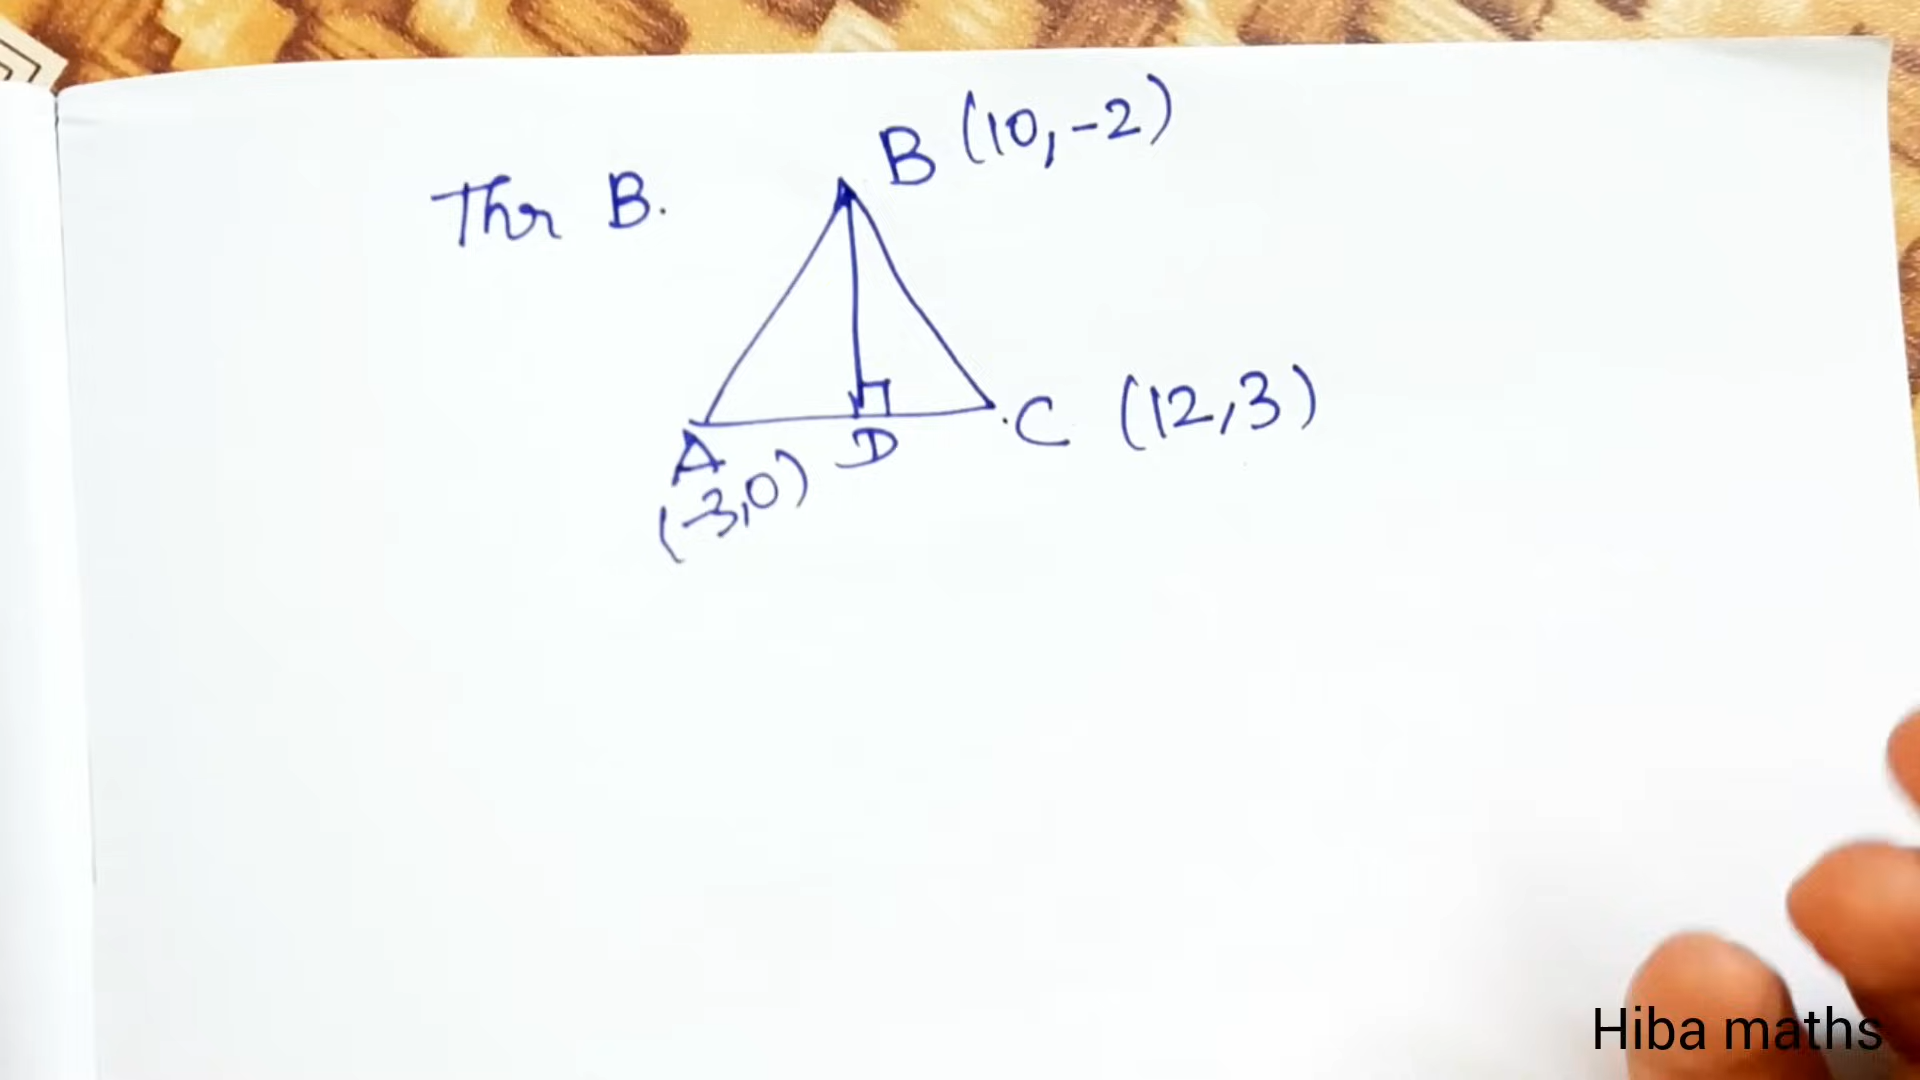 B (10,-2)
Thr B.
A
D
C (12,3)
(-3,0)
Hiba maths